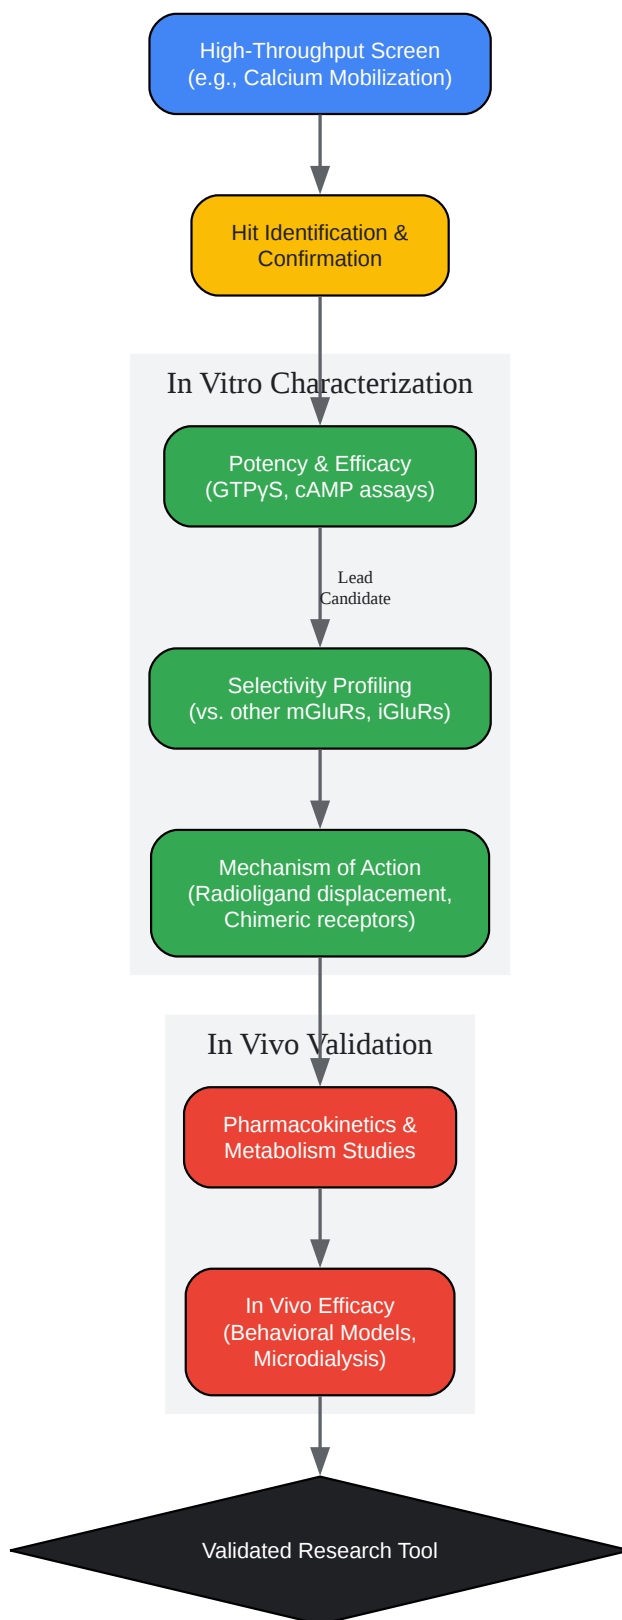 High-Throughput Screen
(e.g., Calcium Mobilization)
Hit Identification &
Confirmation
In Vitro Characterization
Potency & Efficacy
(GTPγS, cAMP assays)
Lead
Candidate
Selectivity Profiling
(vs. other mGluRs, iGluRs)
Mechanism of Action
(Radioligand displacement,
Chimeric receptors)
In Vivo Validation
Pharmacokinetics &
Metabolism Studies
In Vivo Efficacy
(Behavioral Models,
Microdialysis)
Validated Research Tool